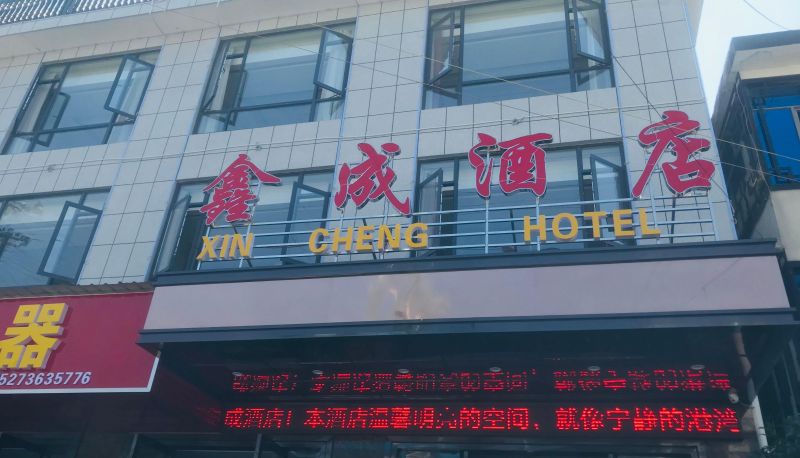 鑫成酒店
XIN CHENG HOTEL
器
5273635776
成酒店！本酒店温馨明亮的空间、就像宁静的港湾